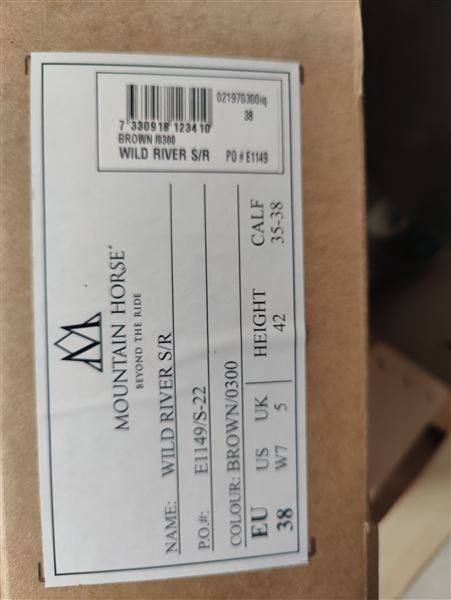 MOUNTAIN HORSE®
BEYOND THE RIDE
021970300iq
38
7 330918 123410
BROWN /0300
WILD RIVER S/R PO # E1149
NAME: WILD RIVER S/R
P.O.#: E1149/S-22
COLOUR: BROWN/0300
EU US UK HEIGHT CALF
38 W7 5 42 35-38